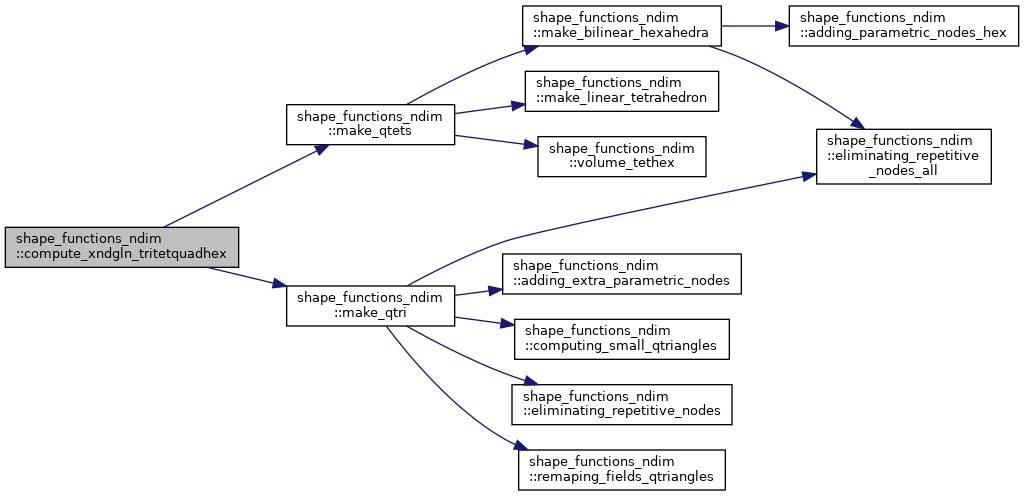 shape_functions_ndim
::compute_xndgln_tritetquadhex
shape_functions_ndim
::make_qtets
shape_functions_ndim
::make_qtri
shape_functions_ndim
::make_bilinear_hexahedra
shape_functions_ndim
::make_linear_tetrahedron
shape_functions_ndim
::volume_tethex
shape_functions_ndim
::adding_extra_parametric_nodes
shape_functions_ndim
::computing_small_qtriangles
shape_functions_ndim
::eliminating_repetitive_nodes
shape_functions_ndim
::remaping_fields_qtriangles
shape_functions_ndim
::adding_parametric_nodes_hex
shape_functions_ndim
::eliminating_repetitive
_nodes_all